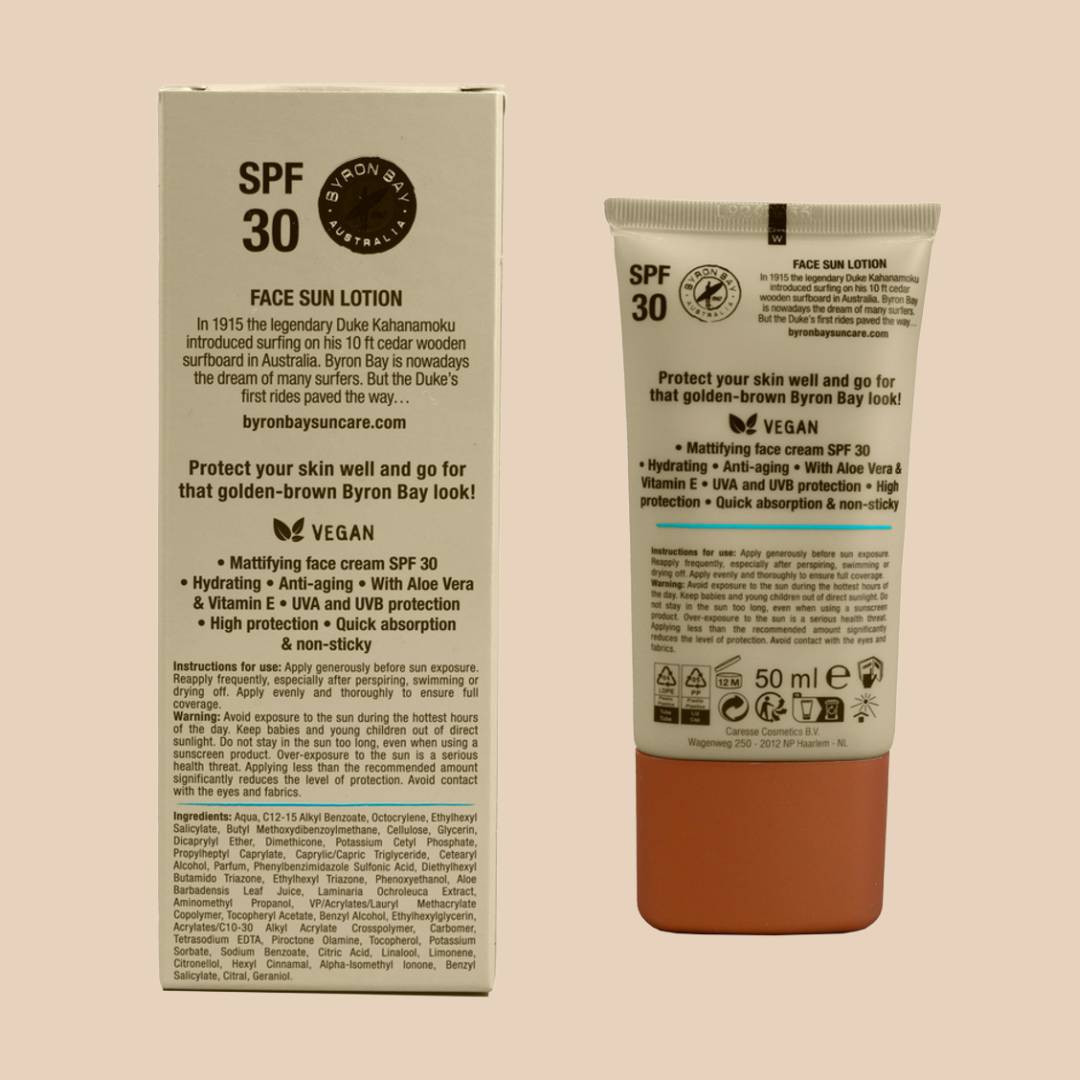 SPF
30
BYRON BAY
AUSTRALIA
FACE SUN LOTION
In 1915 the legendary Duke Kahanamoku
introduced surfing on his 10 ft cedar wooden
surfboard in Australia. Byron Bay is nowadays
the dream of many surfers. But the Duke's
first rides paved the way...
byronbaysuncare.com
Protect your skin well and go for
that golden-brown Byron Bay look!
VEGAN
• Mattifying face cream SPF 30
• Hydrating • Anti-aging • With Aloe Vera
& Vitamin E • UVA and UVB protection
• High protection • Quick absorption
& non-sticky
Instructions for use: Apply generously before sun exposure.
Reapply frequently, especially after perspiring, swimming or
drying off. Apply evenly and thoroughly to ensure full
coverage.
Warning: Avoid exposure to the sun during the hottest hours
of the day. Keep babies and young children out of direct
sunlight. Do not stay in the sun too long, even when using a
sunscreen product. Over-exposure to the sun is a serious
health threat. Applying less than the recommended amount
significantly reduces the level of protection. Avoid contact
with the eyes and fabrics.
Ingredients: Aqua, C12-15 Alkyl Benzoate, Octocrylene, Ethylhexyl
Salicylate, Butyl Methoxydibenzoylmethane, Cellulose, Glycerin,
Dicaprylyl Ether, Dimethicone, Potassium Cetyl Phosphate,
Propylheptyl Caprylate, Caprylic/Capric Triglyceride, Cetearyl
Alcohol, Parfum, Phenylbenzimidazole Sulfonic Acid, Diethylhexyl
Butamido Triazone, Ethylhexyl Triazone, Phenoxyethanol, Aloe
Barbadensis Leaf Juice, Laminaria Ochroleuca Extract,
Aminomethyl Propanol, VP/Acrylates/Lauryl Methacrylate
Copolymer, Tocopheryl Acetate, Benzyl Alcohol, Ethylhexylglycerin,
Acrylates/C10-30 Alkyl Acrylate Crosspolymer, Carbomer,
Tetrasodium EDTA, Piroctone Olamine, Tocopherol, Potassium
Sorbate, Sodium Benzoate, Citric Acid, Linalool, Limonene,
Citronellol, Hexyl Cinnamal, Alpha-Isomethyl Ionone, Benzyl
Salicylate, Citral, Geraniol.
W
SPF
30
BYRON BAY
AUSTRALIA
FACE SUN LOTION
In 1915 the legendary Duke Kahanamoku
introduced surfing on his 10 ft cedar
wooden surfboard in Australia. Byron Bay
is nowadays the dream of many surfers.
But the Duke's first rides paved the way...
byronbaysuncare.com
Protect your skin well and go for
that golden-brown Byron Bay look!
VEGAN
• Mattifying face cream SPF 30
• Hydrating • Anti-aging • With Aloe Vera &
Vitamin E • UVA and UVB protection • High
protection • Quick absorption & non-sticky
Instructions for use: Apply generously before sun exposure.
Reapply frequently, especially after perspiring, swimming or
drying off. Apply evenly and thoroughly to ensure full coverage.
Warning: Avoid exposure to the sun during the hottest hours of
the day. Keep babies and young children out of direct sunlight. Do
not stay in the sun too long, even when using a sunscreen
product. Over-exposure to the sun is a serious health threat.
Applying less than the recommended amount significantly
reduces the level of protection. Avoid contact with the eyes and
fabrics.
LDPE PP 12 M 50 ml e
Tube Cap
Caresse Cosmetics B.V.
Wagenweg 250 - 2012 NP Haarlem - NL